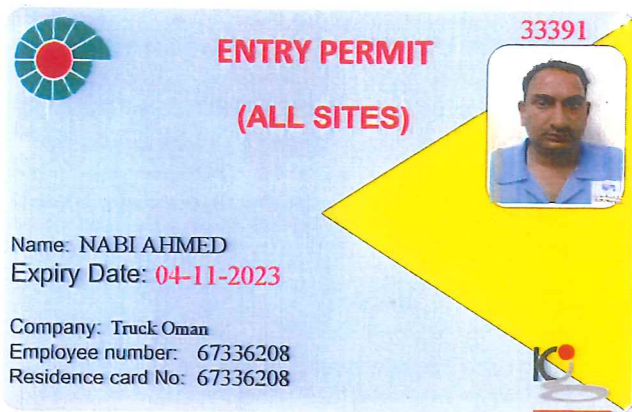 33391
ENTRY PERMIT
(ALL SITES)
Name: NABI AHMED
Expiry Date: 04-11-2023
Company: Truck Oman
Employee number: 67336208
Residence card No: 67336208